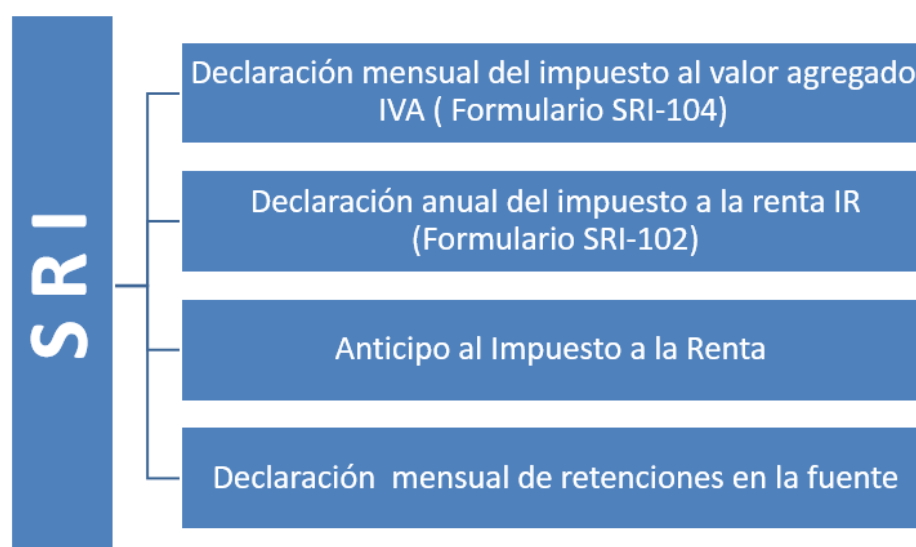 S R I
Declaración mensual del impuesto al valor agregado
IVA ( Formulario SRI-104)
Declaración anual del impuesto a la renta IR
(Formulario SRI-102)
Anticipo al Impuesto a la Renta
Declaración  mensual de retenciones en la fuente